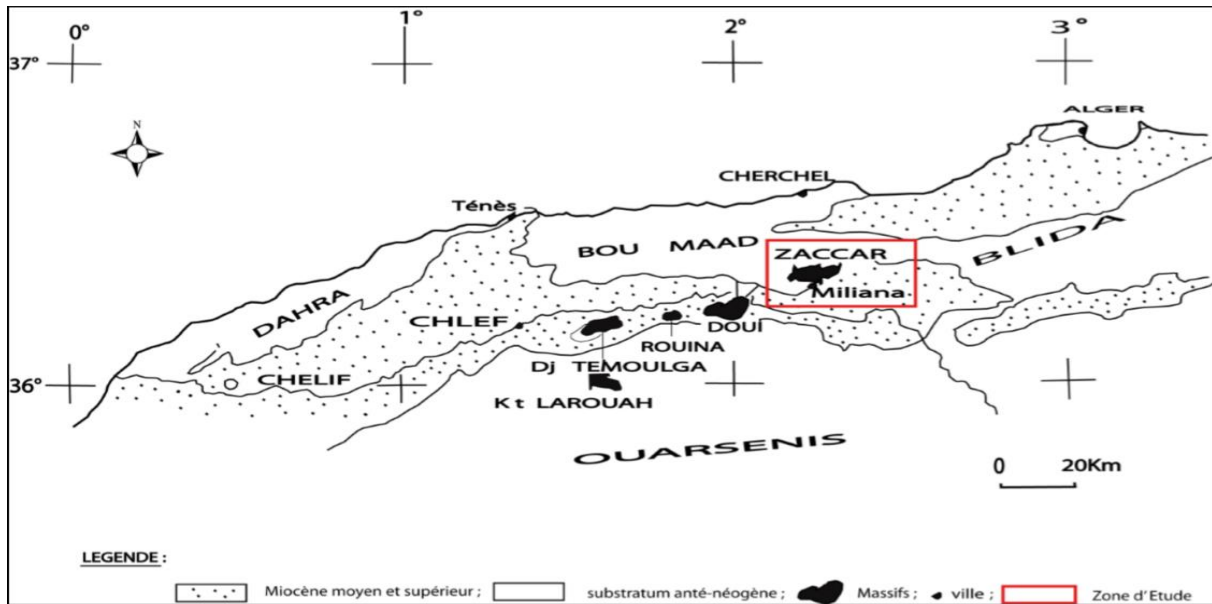 0° 1° 2° 3°
37°
N
ALGER
CHERCHEL
Ténès
BOU MAAD
ZACCAR
BLIDA
Miliana
DAHRA
CHLEF
DOUI
ROUINA
Dj TEMOULGA
CHELIF
36°
Kt LAROUAH
OUARSENIS
0 20Km
LEGENDE :
Miocène moyen et supérieur ; substratum anté-néogène ; Massifs ; ville ; Zone d'Etude